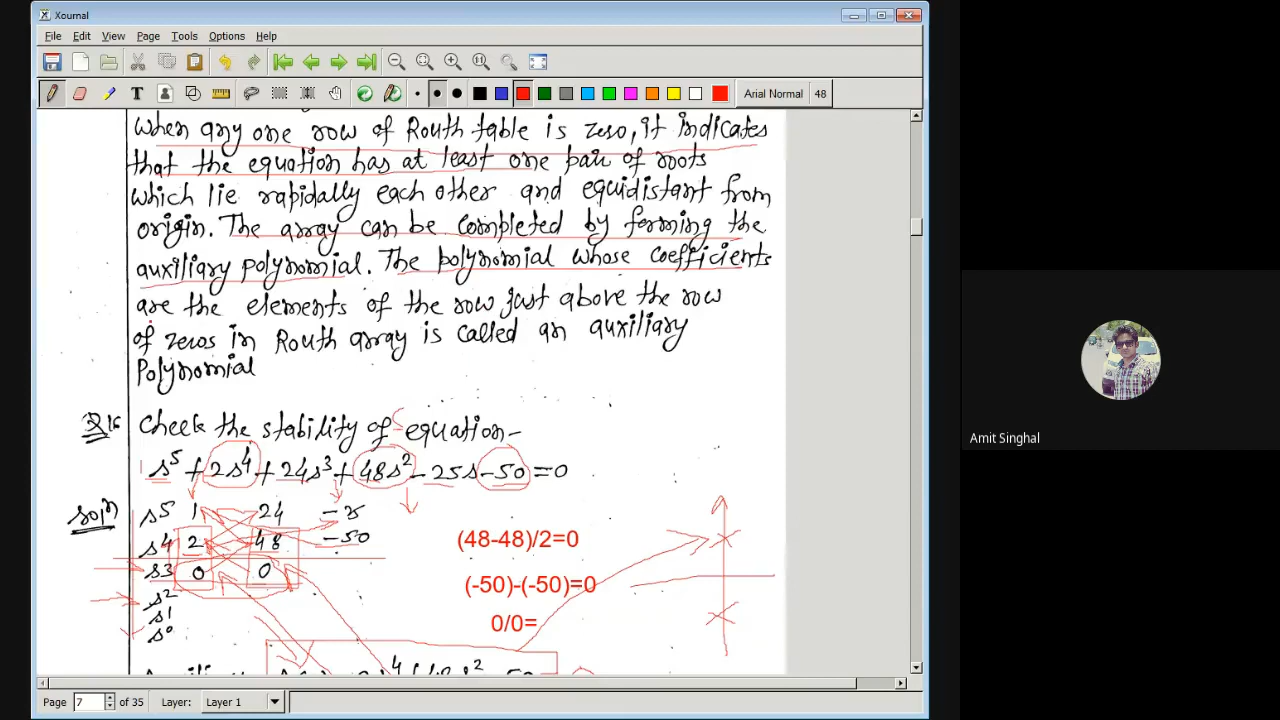 Xournal
File Edit View Page Tools Options Help
Arial Normal 48
When any one row of Routh table is zero, it indicates
that the equation has at least one pair of roots
which lie rapidally each other and equidistant from
origin. The array can be completed by forming the
auxiliary polynomial. The polynomial whose coefficients
are the elements of the row just above the row
of zeros in Routh array is called an auxiliary
Polynomial
Check the stability of equation-
s⁵ + 2s⁴ + 24s³ + 48s² - 25s - 50 = 0
Solⁿ s⁵ 1 24
s⁴ 2 48 -50
s³ 0 0
s²
s¹
s⁰
(48-48)/2=0
(-50)-(-50)=0
0/0=
Amit Singhal
Page 7 of 35 Layer: Layer 1